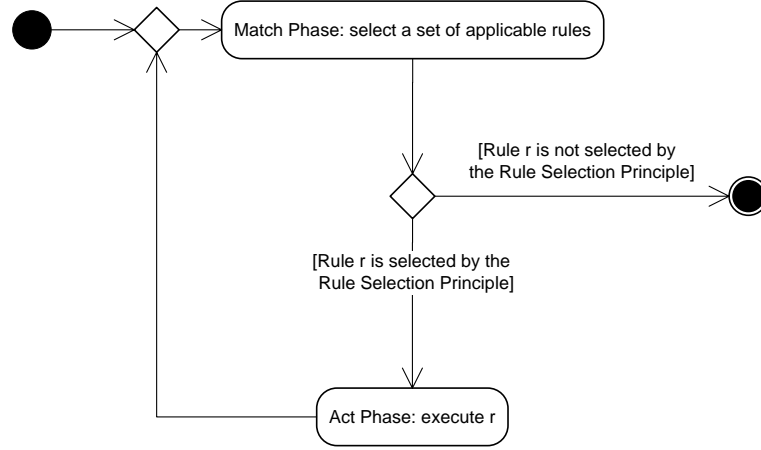 Match Phase: select a set of applicable rules
[Rule r is not selected by
the Rule Selection Principle]
[Rule r is selected by the
Rule Selection Principle]
Act Phase: execute r